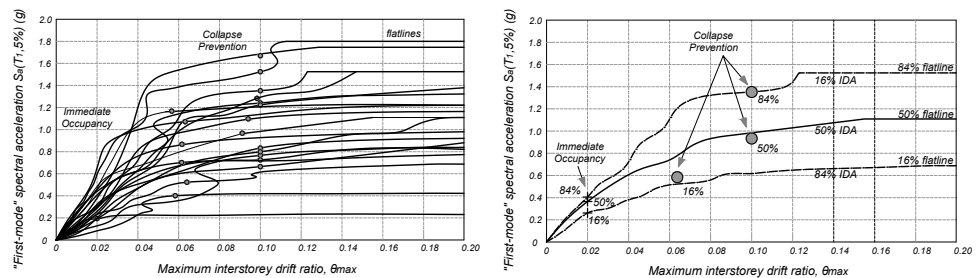 "First-mode" spectral acceleration Sa(T1,5%) (g)
2.0
1.8
1.6
1.4
1.2
1.0
0.8
0.6
0.4
0.2
0
Collapse
Prevention
flatlines
Immediate
Occupancy
0 0.02 0.04 0.06 0.08 0.10 0.12 0.14 0.16 0.18 0.20
Maximum interstorey drift ratio, θmax
"First-mode" spectral acceleration Sa(T1,5%) (g)
2.0
1.8
1.6
1.4
1.2
1.0
0.8
0.6
0.4
0.2
0
Collapse
Prevention
84% flatline
16% IDA
84%
50% flatline
50% IDA
50%
Immediate
Occupancy
16% flatline
84% IDA
84%
50%
16%
16%
0 0.02 0.04 0.06 0.08 0.10 0.12 0.14 0.16 0.18 0.20
Maximum interstorey drift ratio, θmax